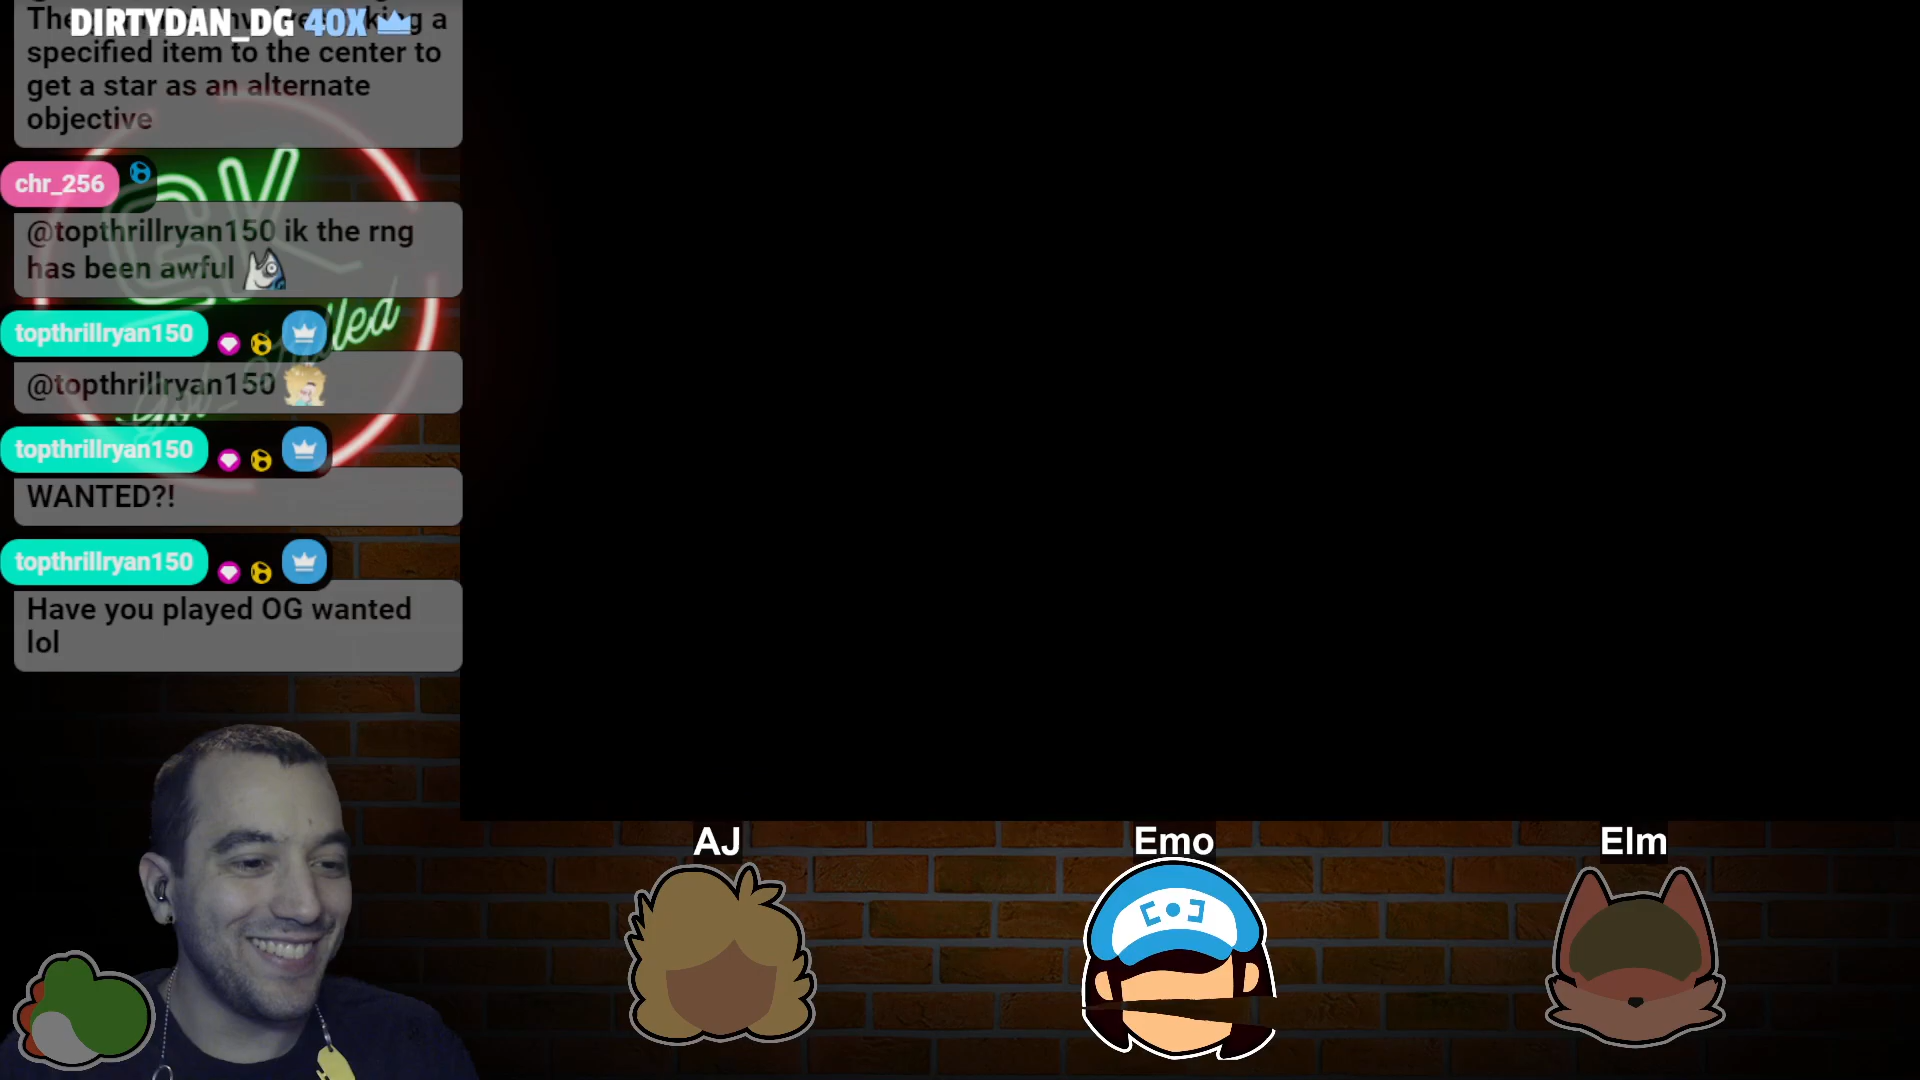 DIRTYDAN_DG 40X
specified item to the center to
get a star as an alternate
objective
chr_256
@topthrillryan150 ik the rng
has been awful
topthrillryan150
@topthrillryan150
topthrillryan150
WANTED?!
topthrillryan150
Have you played OG wanted
lol
AJ
Emo
Elm